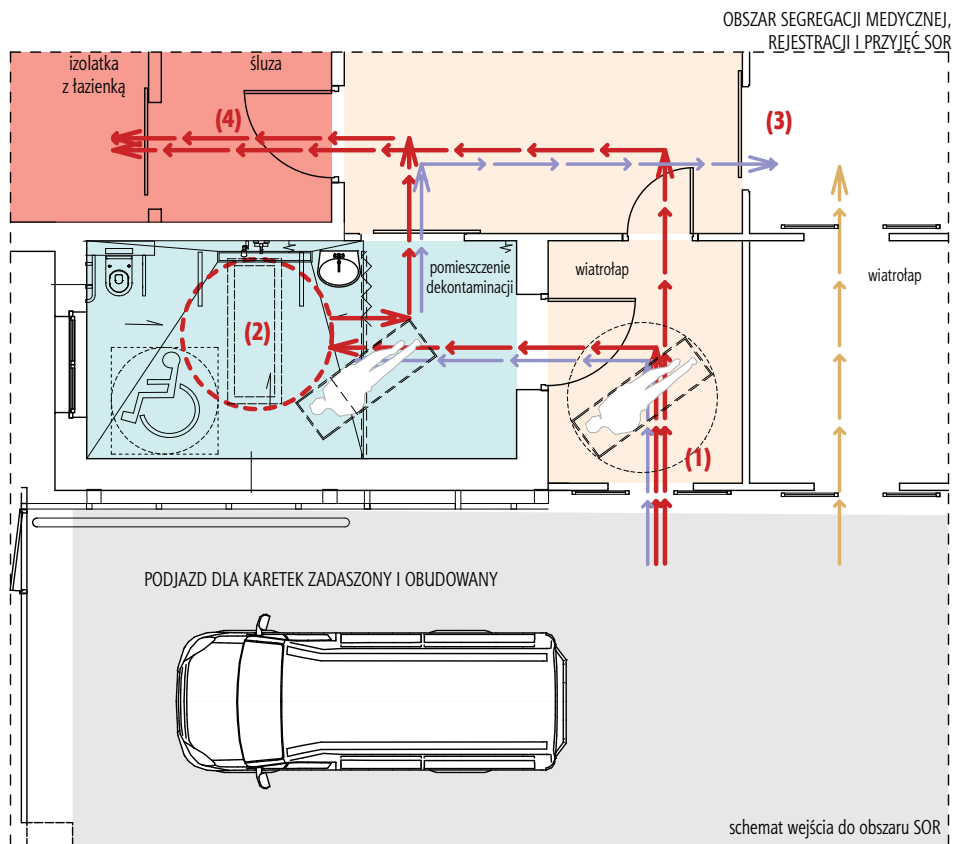 OBSZAR SEGREGACJI MEDYCZNEJ,
REJESTRACJI I PRZYJĘĆ SOR
izolatka
z łazienką
śluza
(4)
(3)
pomieszczenie
dekontaminacji
wiatrołap
wiatrołap
(2)
(1)
PODJAZD DLA KARETEK ZADASZONY I OBUDOWANY
schemat wejścia do obszaru SOR